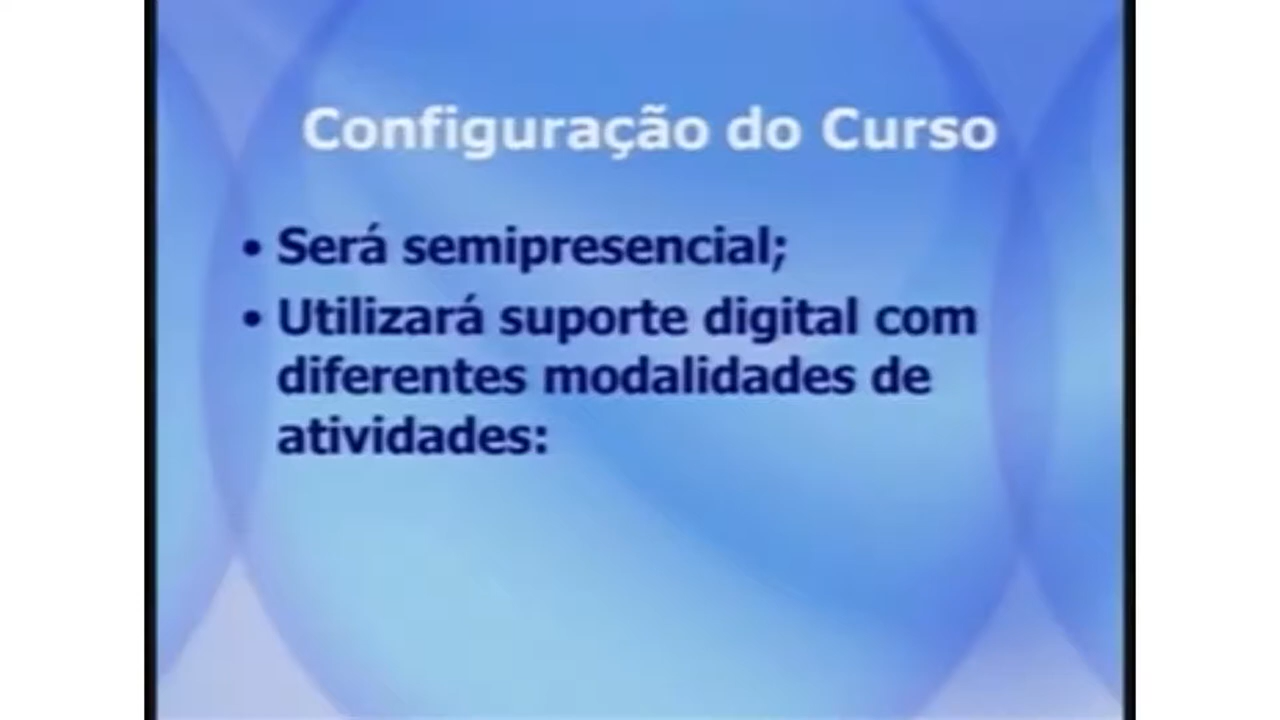 Configuração do Curso
• Será semipresencial;
• Utilizará suporte digital com
diferentes modalidades de
atividades: